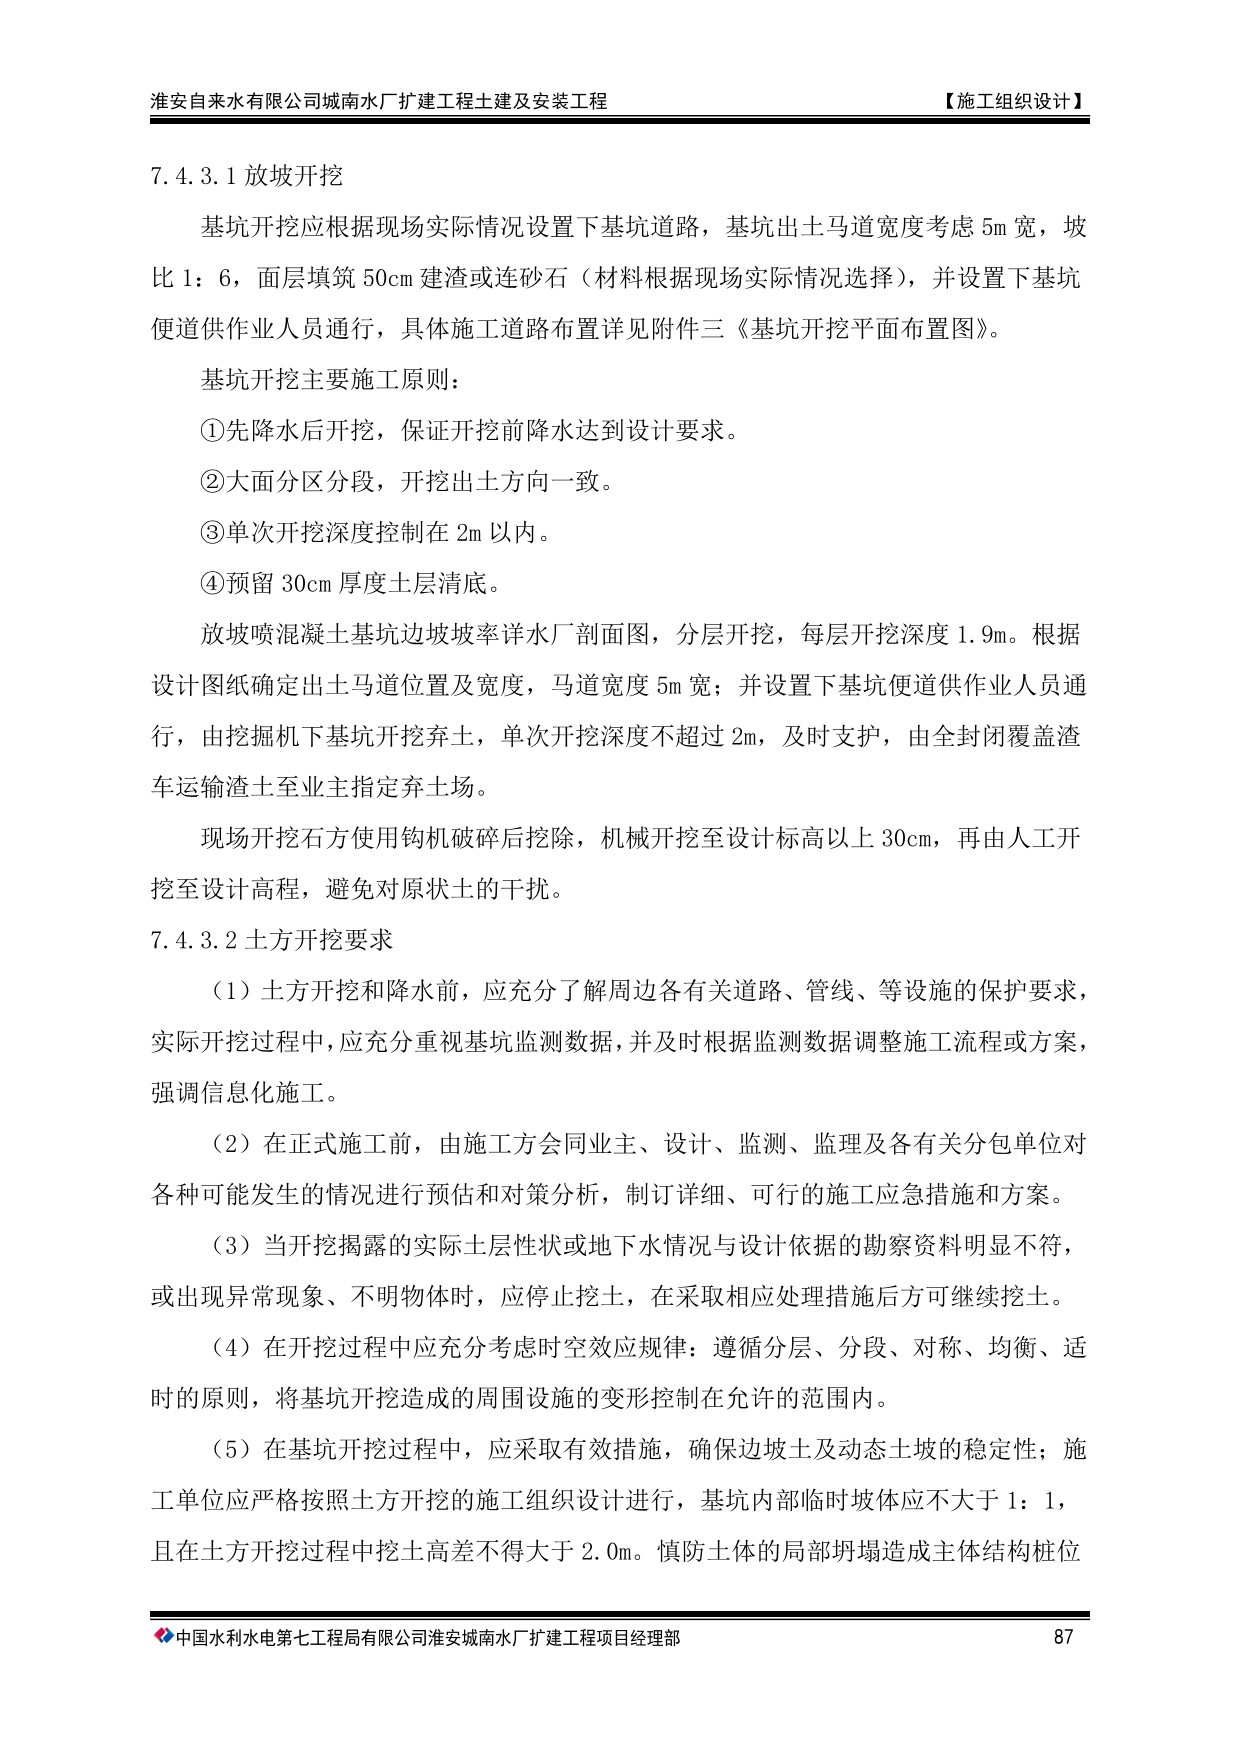 淮安自来水有限公司城南水厂扩建工程土建及安装工程 【施工组织设计】
7.4.3.1 放坡开挖
基坑开挖应根据现场实际情况设置下基坑道路，基坑出土马道宽度考虑 5m 宽，坡
比 1：6，面层填筑 50cm 建渣或连砂石（材料根据现场实际情况选择），并设置下基坑
便道供作业人员通行，具体施工道路布置详见附件三《基坑开挖平面布置图》。
基坑开挖主要施工原则：
①先降水后开挖，保证开挖前降水达到设计要求。
②大面分区分段，开挖出土方向一致。
③单次开挖深度控制在 2m 以内。
④预留 30cm 厚度土层清底。
放坡喷混凝土基坑边坡坡率详水厂剖面图，分层开挖，每层开挖深度 1.9m。根据
设计图纸确定出土马道位置及宽度，马道宽度 5m 宽；并设置下基坑便道供作业人员通
行，由挖掘机下基坑开挖弃土，单次开挖深度不超过 2m，及时支护，由全封闭覆盖渣
车运输渣土至业主指定弃土场。
现场开挖石方使用钩机破碎后挖除，机械开挖至设计标高以上 30cm，再由人工开
挖至设计高程，避免对原状土的干扰。
7.4.3.2 土方开挖要求
（1）土方开挖和降水前，应充分了解周边各有关道路、管线、等设施的保护要求，
实际开挖过程中，应充分重视基坑监测数据，并及时根据监测数据调整施工流程或方案，
强调信息化施工。
（2）在正式施工前，由施工方会同业主、设计、监测、监理及各有关分包单位对
各种可能发生的情况进行预估和对策分析，制订详细、可行的施工应急措施和方案。
（3）当开挖揭露的实际土层性状或地下水情况与设计依据的勘察资料明显不符，
或出现异常现象、不明物体时，应停止挖土，在采取相应处理措施后方可继续挖土。
（4）在开挖过程中应充分考虑时空效应规律：遵循分层、分段、对称、均衡、适
时的原则，将基坑开挖造成的周围设施的变形控制在允许的范围内。
（5）在基坑开挖过程中，应采取有效措施，确保边坡土及动态土坡的稳定性；施
工单位应严格按照土方开挖的施工组织设计进行，基坑内部临时坡体应不大于 1：1，
且在土方开挖过程中挖土高差不得大于 2.0m。慎防土体的局部坍塌造成主体结构桩位
中国水利水电第七工程局有限公司淮安城南水厂扩建工程项目经理部 87